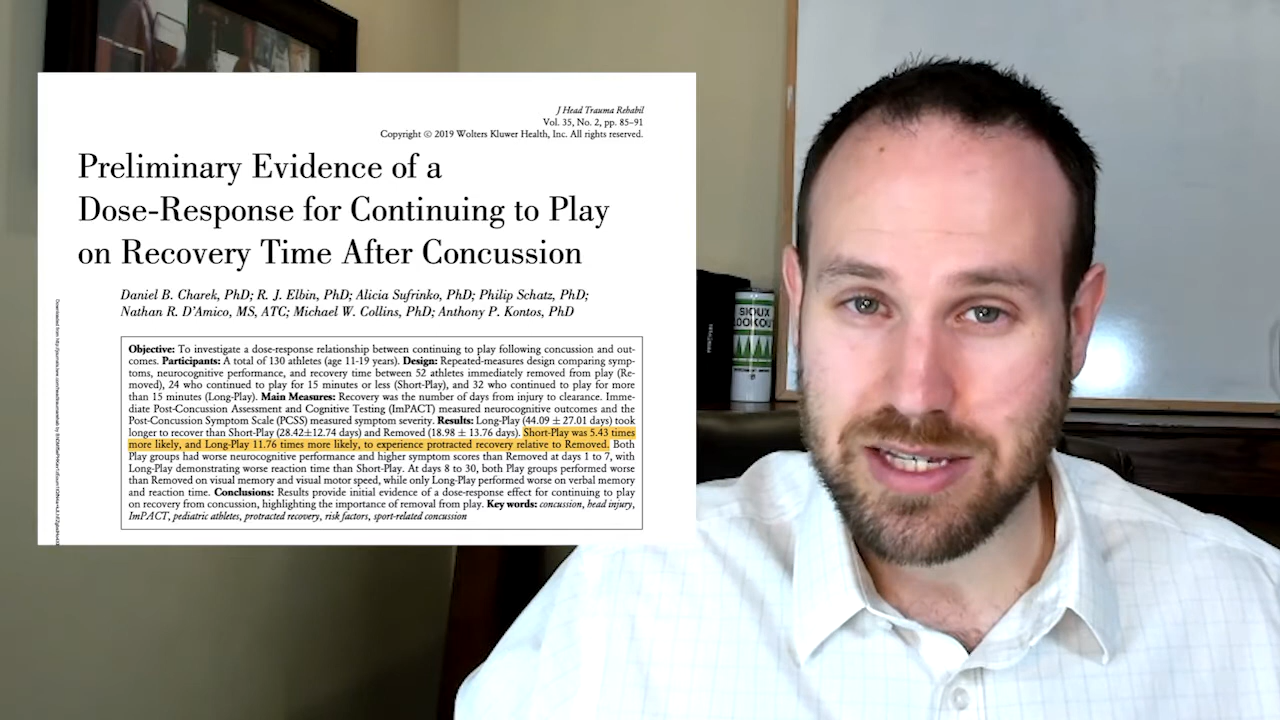 J Head Trauma Rehabil
Vol. 35, No. 2, pp. 85–91
Copyright © 2019 Wolters Kluwer Health, Inc. All rights reserved.
Preliminary Evidence of a
Dose-Response for Continuing to Play
on Recovery Time After Concussion
Daniel B. Charek, PhD; R. J. Elbin, PhD; Alicia Sufrinko, PhD; Philip Schatz, PhD;
Nathan R. D'Amico, MS, ATC; Michael W. Collins, PhD; Anthony P. Kontos, PhD
Objective: To investigate a dose-response relationship between continuing to play following concussion and out-
comes. Participants: A total of 130 athletes (age 11-19 years). Design: Repeated-measures design comparing symp-
toms, neurocognitive performance, and recovery time between 52 athletes immediately removed from play (Re-
moved), 24 who continued to play for 15 minutes or less (Short-Play), and 32 who continued to play for more
than 15 minutes (Long-Play). Main Measures: Recovery was the number of days from injury to clearance. Imme-
diate Post-Concussion Assessment and Cognitive Testing (ImPACT) measured neurocognitive outcomes and the
Post-Concussion Symptom Scale (PCSS) measured symptom severity. Results: Long-Play (44.09 ± 27.01 days) took
longer to recover than Short-Play (28.42±12.74 days) and Removed (18.98 ± 13.76 days). Short-Play was 5.43 times
more likely, and Long-Play 11.76 times more likely, to experience protracted recovery relative to Removed. Both
Play groups had worse neurocognitive performance and higher symptom scores than Removed at days 1 to 7, with
Long-Play demonstrating worse reaction time than Short-Play. At days 8 to 30, both Play groups performed worse
than Removed on visual memory and visual motor speed, while only Long-Play performed worse on verbal memory
and reaction time. Conclusions: Results provide initial evidence of a dose-response effect for continuing to play
on recovery from concussion, highlighting the importance of removal from play. Key words: concussion, head injury,
ImPACT, pediatric athletes, protracted recovery, risk factors, sport-related concussion
SIOUX
LOOKOUT